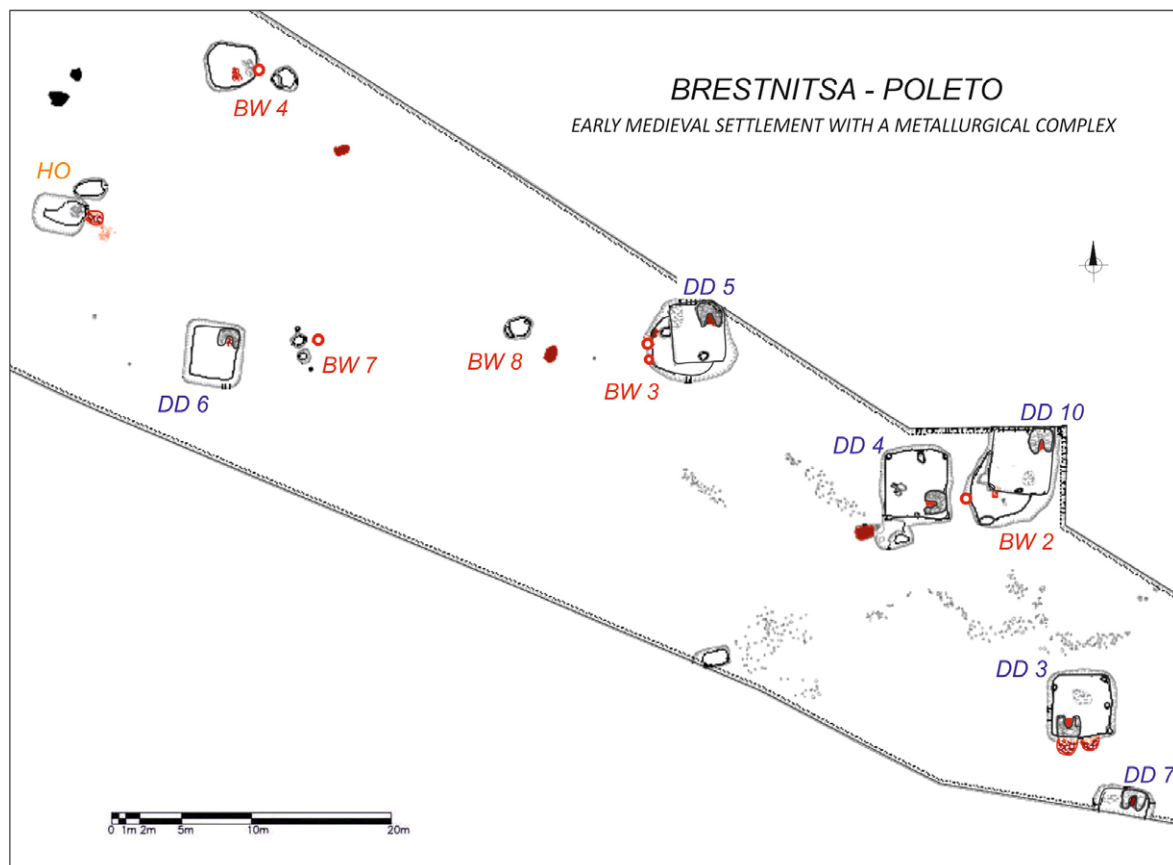 BRESTNITSA - POLETO
EARLY MEDIEVAL SETTLEMENT WITH A METALLURGICAL COMPLEX
BW 4
HO
DD 5
DD 6
BW 7
BW 8
BW 3
DD 10
DD 4
BW 2
DD 3
DD 7
0 1m 2m 5m 10m 20m